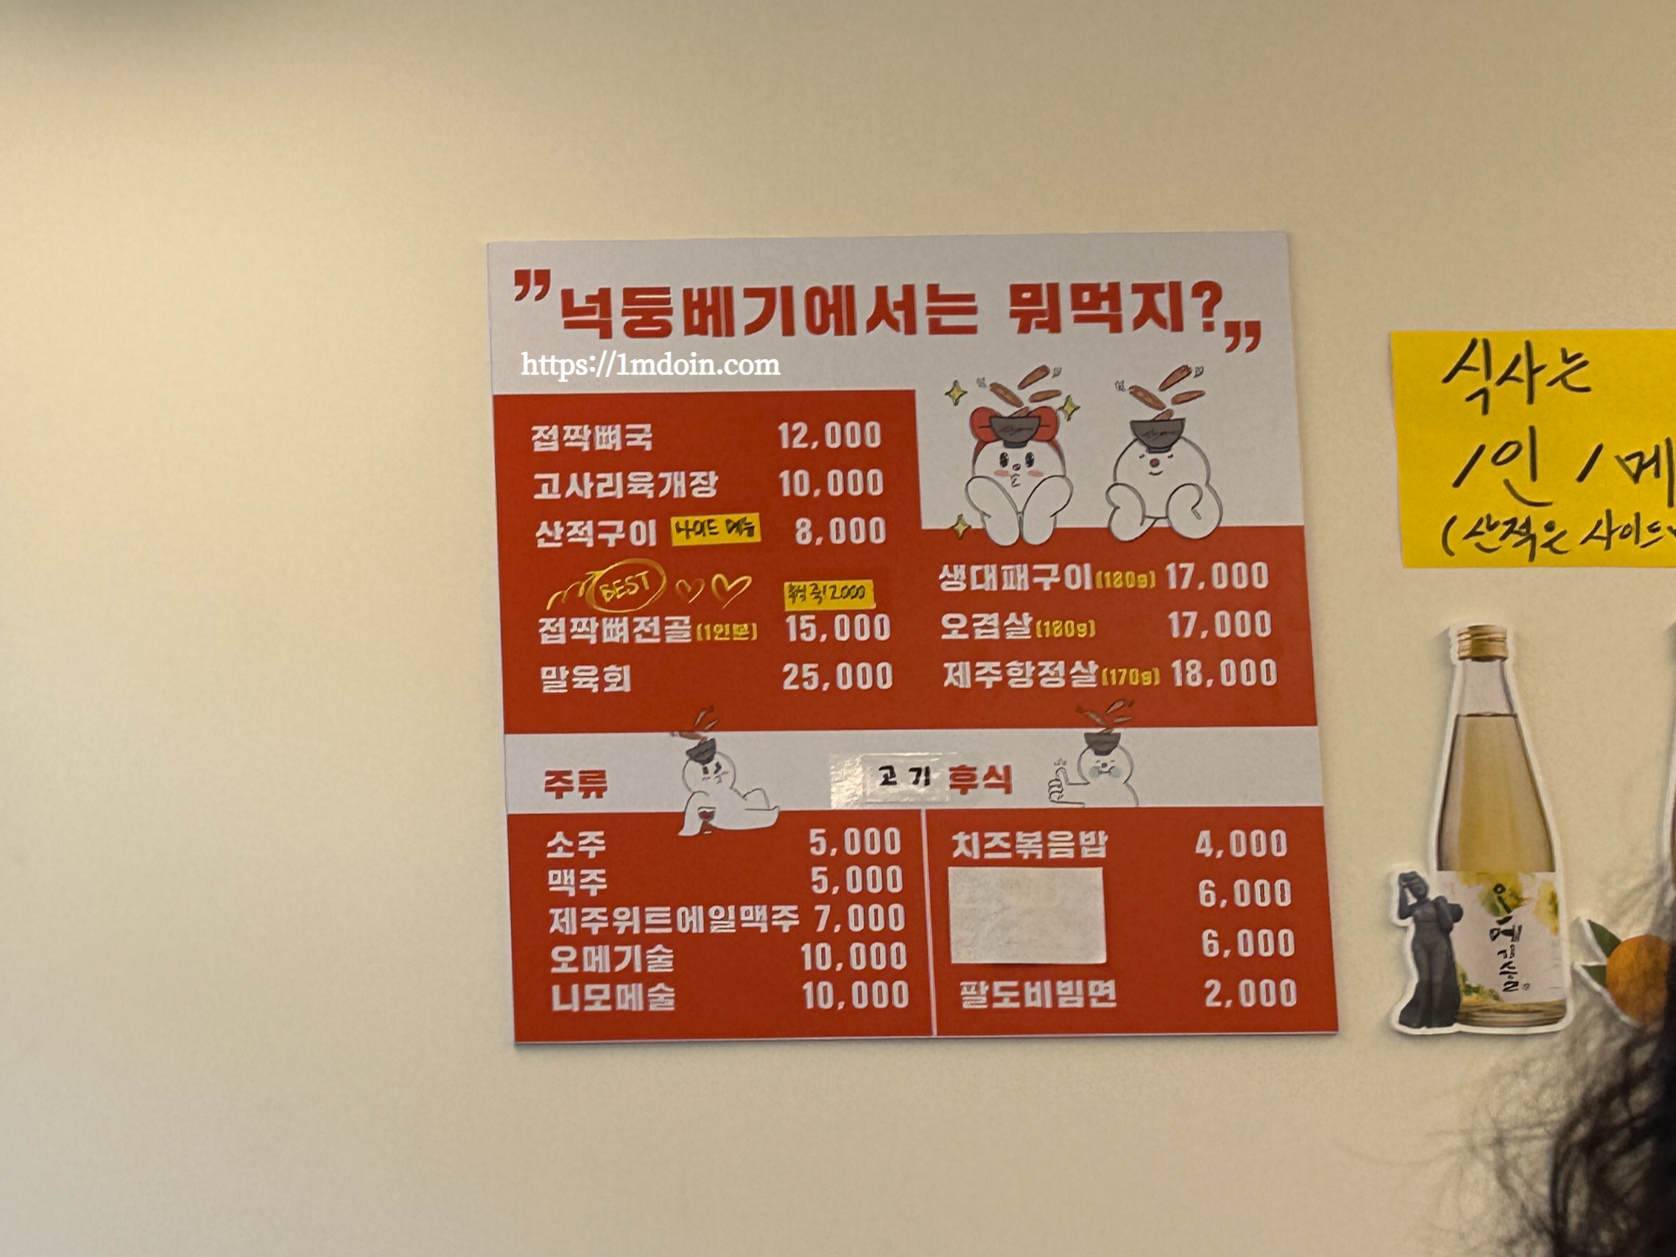 "넉둥베기에서는 뭐먹지?"
https://1mdoin.com
접짝뼈국 12,000
고사리육개장 10,000
산적구이 사이드 메뉴 8,000
BEST
12,000
접짝뼈전골(1인분) 15,000
말육회 25,000
생대패구이(180g) 17,000
오겹살(180g) 17,000
제주항정살(170g) 18,000
주류
소주 5,000
맥주 5,000
제주위트에일맥주 7,000
오메기술 10,000
니모메술 10,000
고기 후식
치즈볶음밥 4,000
6,000
6,000
팔도비빔면 2,000
식사는
1인 1메
(산적은 사이드